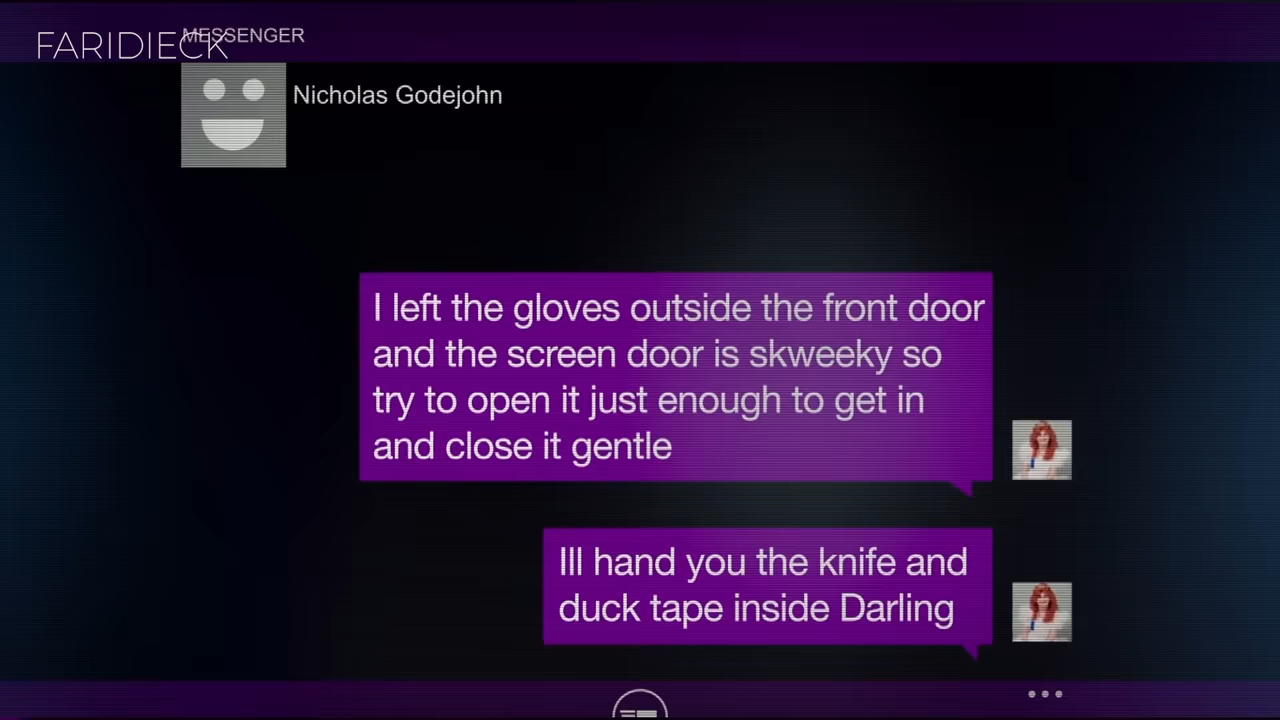 FARIDIECK
MESSENGER
Nicholas Godejohn
I left the gloves outside the front door
and the screen door is skweeky so
try to open it just enough to get in
and close it gentle
Ill hand you the knife and
duck tape inside Darling